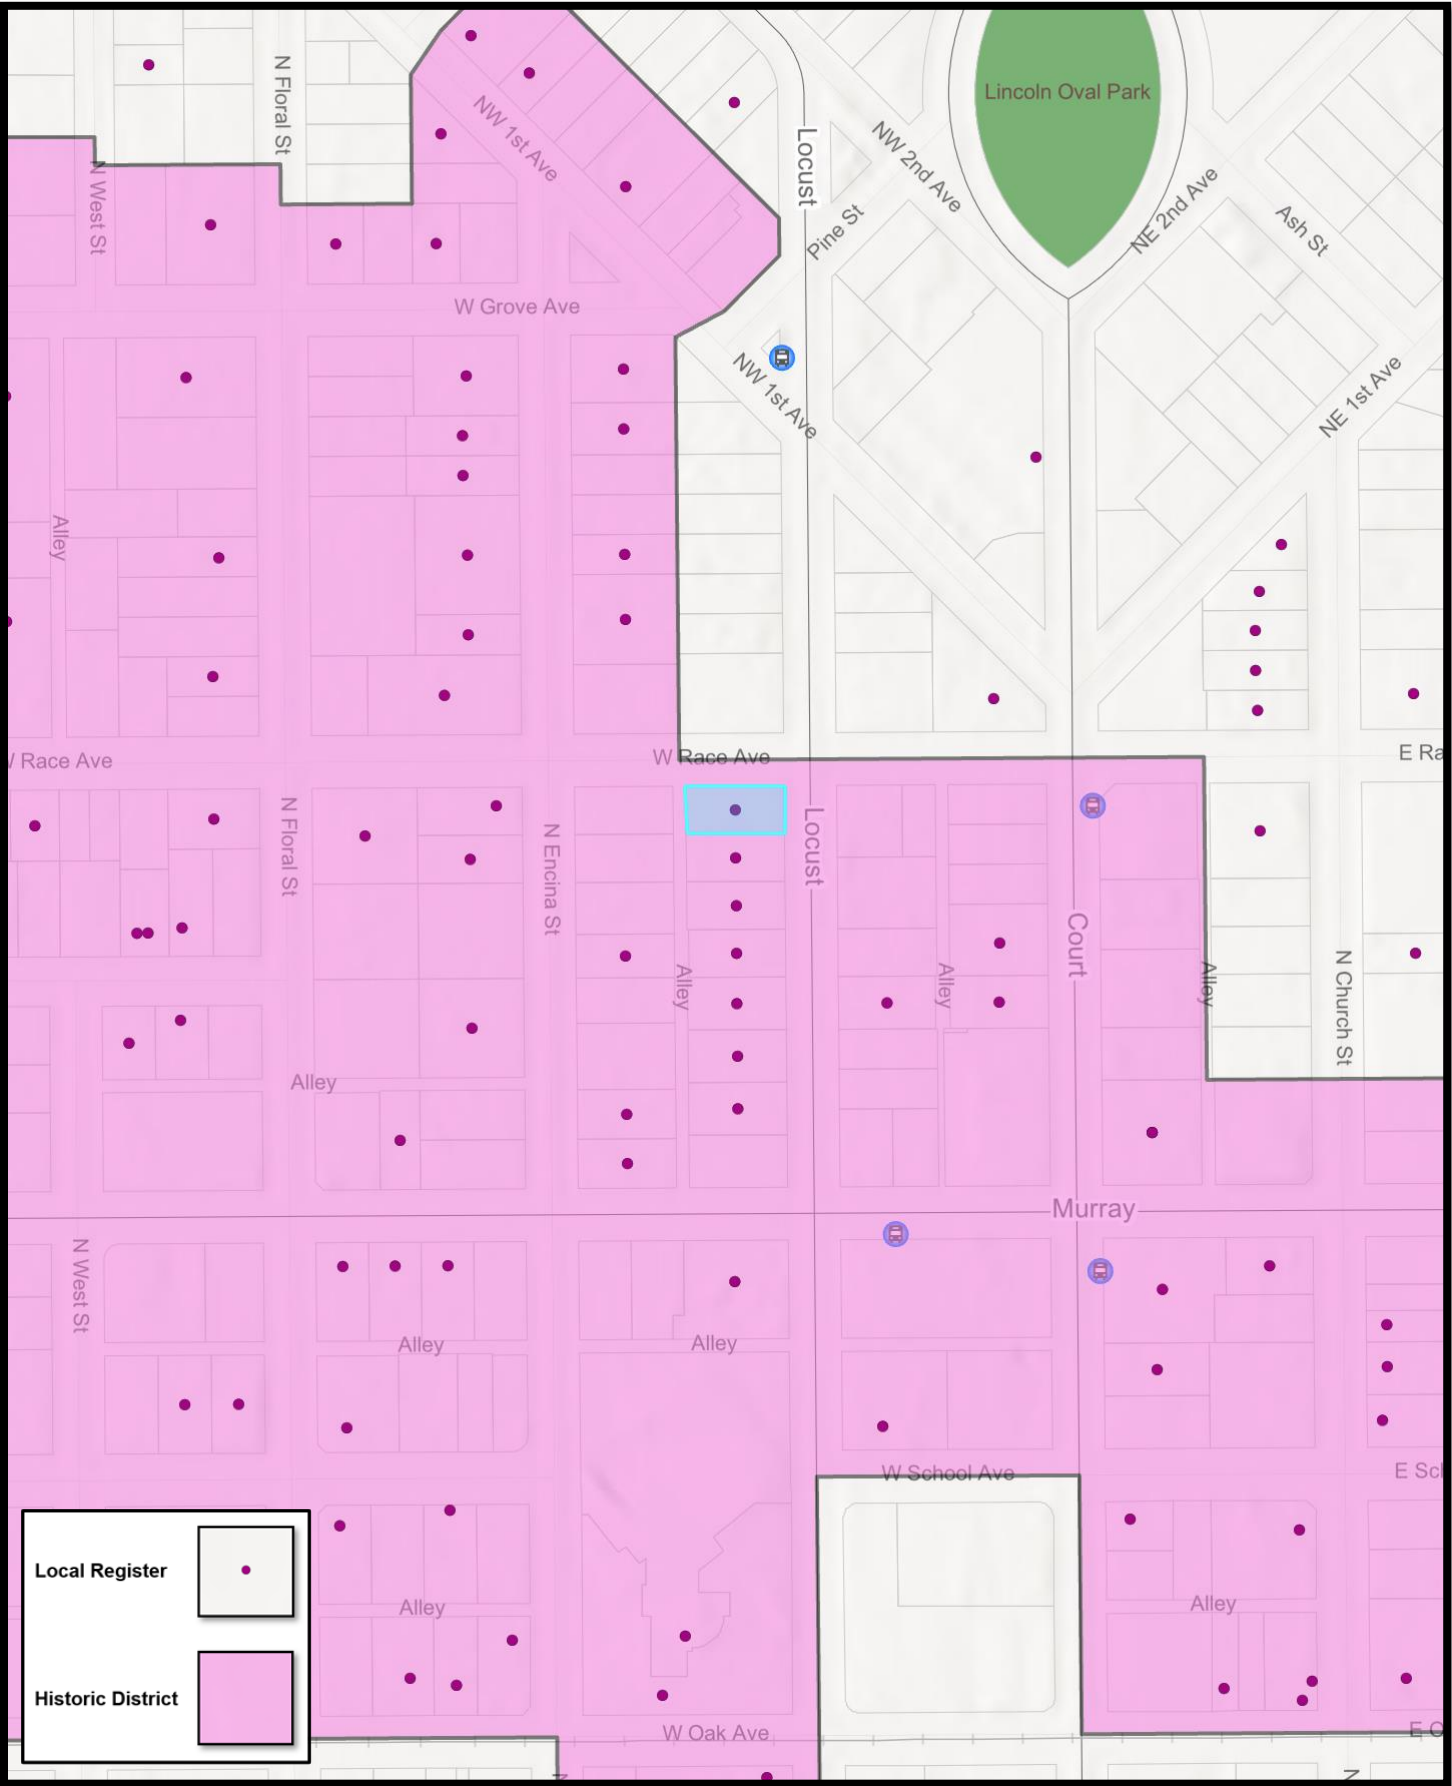 Lincoln Oval Park
N Floral St
NW 1st Ave
Locust
NW 2nd Ave
NE 2nd Ave
N West St
Pine St
Ash St
W Grove Ave
NW 1st Ave
NE 1st Ave
Alley
W Race Ave
W Race Ave
E Ra
N Floral St
N Encina St
Locust
Court
Alley
Alley
Alley
N Church St
Alley
Murray
N West St
Alley
Alley
W School Ave
E Sch
Local Register
Alley
Alley
Historic District
W Oak Ave
E O
N
N